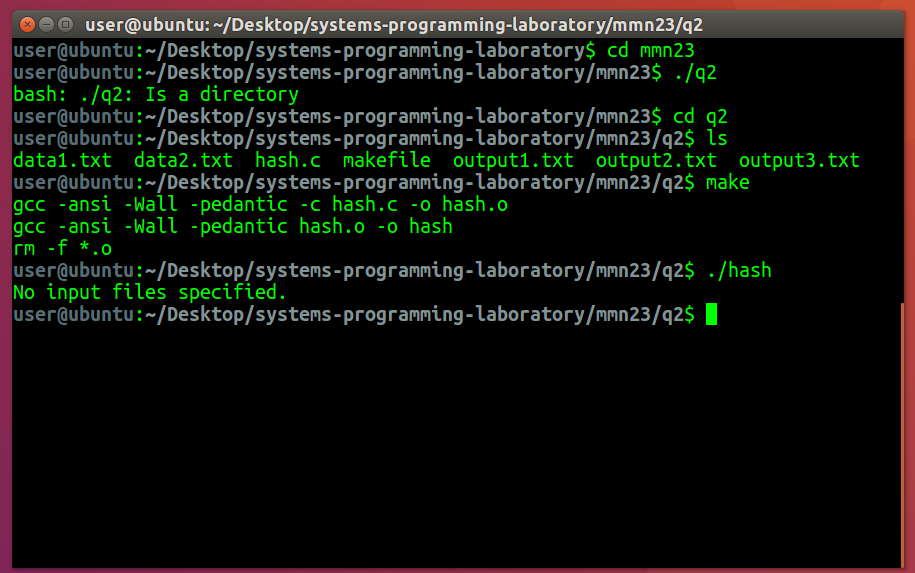 user@ubuntu: ~/Desktop/systems-programming-laboratory/mmn23/q2
user@ubuntu:~/Desktop/systems-programming-laboratory$ cd mmn23
user@ubuntu:~/Desktop/systems-programming-laboratory/mmn23$ ./q2
bash: ./q2: Is a directory
user@ubuntu:~/Desktop/systems-programming-laboratory/mmn23$ cd q2
user@ubuntu:~/Desktop/systems-programming-laboratory/mmn23/q2$ ls
data1.txt  data2.txt  hash.c  makefile  output1.txt  output2.txt  output3.txt
user@ubuntu:~/Desktop/systems-programming-laboratory/mmn23/q2$ make
gcc -ansi -Wall -pedantic -c hash.c -o hash.o
gcc -ansi -Wall -pedantic hash.o -o hash
rm -f *.o
user@ubuntu:~/Desktop/systems-programming-laboratory/mmn23/q2$ ./hash
No input files specified.
user@ubuntu:~/Desktop/systems-programming-laboratory/mmn23/q2$